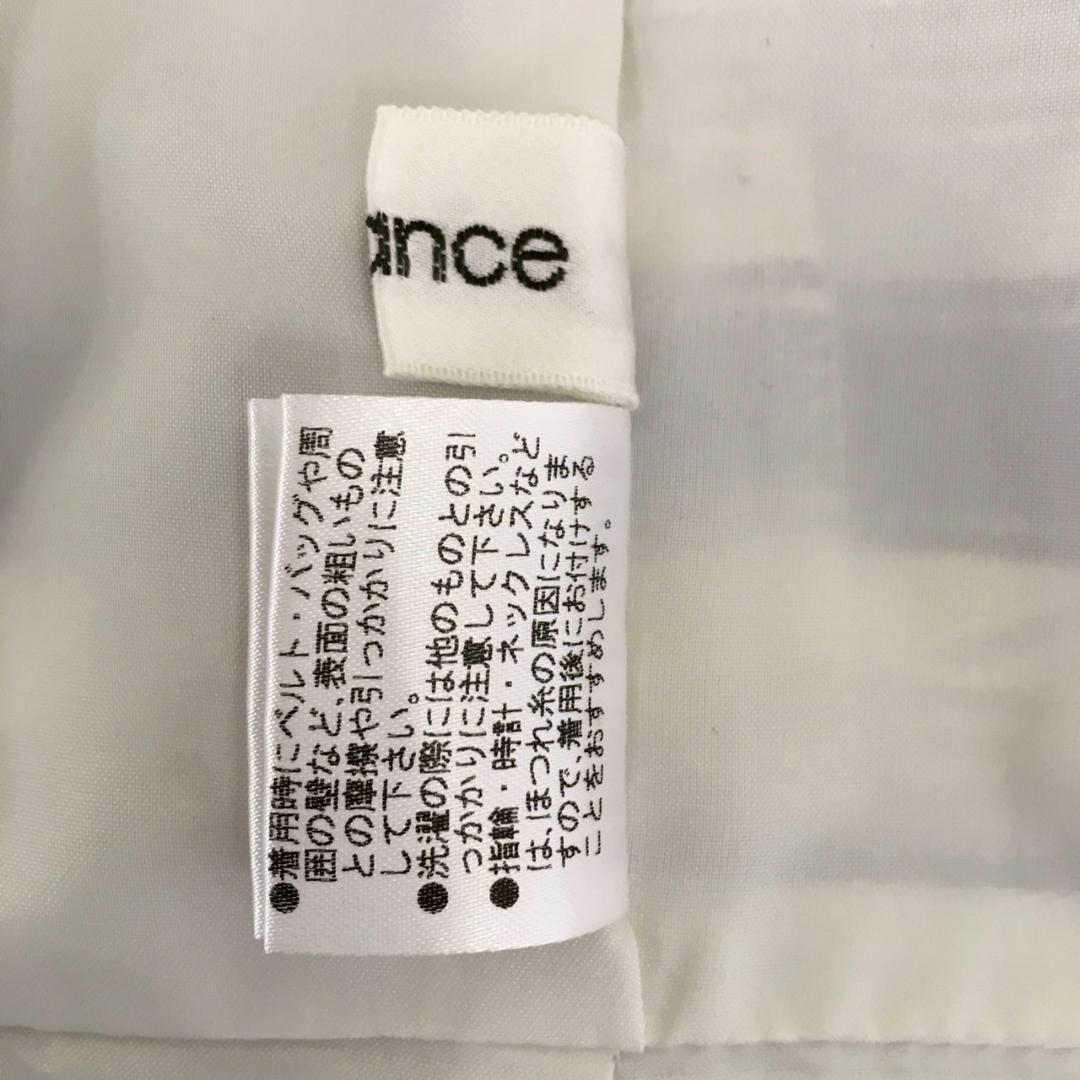 ance
●着用時にベルト・バッグや周
囲の壁など、表面の粗いもの
との摩擦や引っかかりに注意
して下さい。
●洗濯の際には他のものとの引
っかかりに注意して下さい。
●指輪・時計・ネックレスなど
は、ほつれ糸の原因になりま
すので、着用後にお付けする
ことをおすすめします。